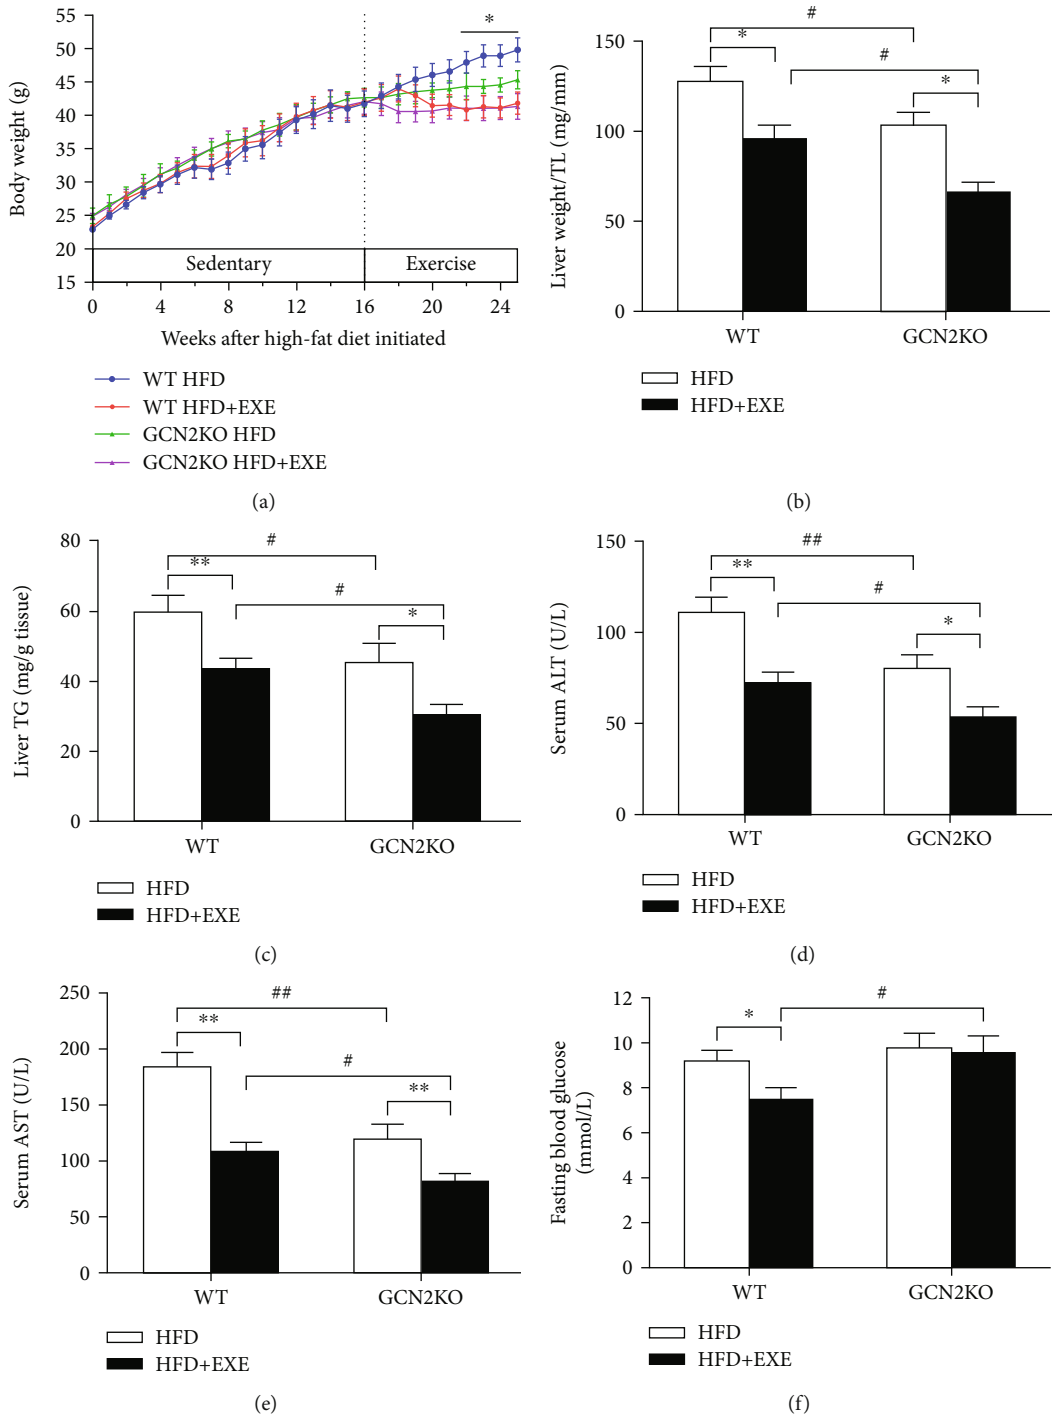 55
50
45
40
35
30
25
20
15
Body weight (g)
*
Sedentary
Exercise
0 4 8 12 16 20 24
Weeks after high-fat diet initiated
WT HFD
WT HFD+EXE
GCN2KO HFD
GCN2KO HFD+EXE
(a)
150
100
50
0
Liver weight/TL (mg/mm)
#
*
#
*
WT GCN2KO
HFD
HFD+EXE
(b)
80
60
40
20
0
Liver TG (mg/g tissue)
#
**
#
*
WT GCN2KO
HFD
HFD+EXE
(c)
150
100
50
0
Serum ALT (U/L)
##
**
#
*
WT GCN2KO
HFD
HFD+EXE
(d)
250
200
150
100
50
0
Serum AST (U/L)
##
**
#
**
WT GCN2KO
HFD
HFD+EXE
(e)
12
10
8
6
4
2
0
Fasting blood glucose
(mmol/L)
#
*
WT GCN2KO
HFD
HFD+EXE
(f)